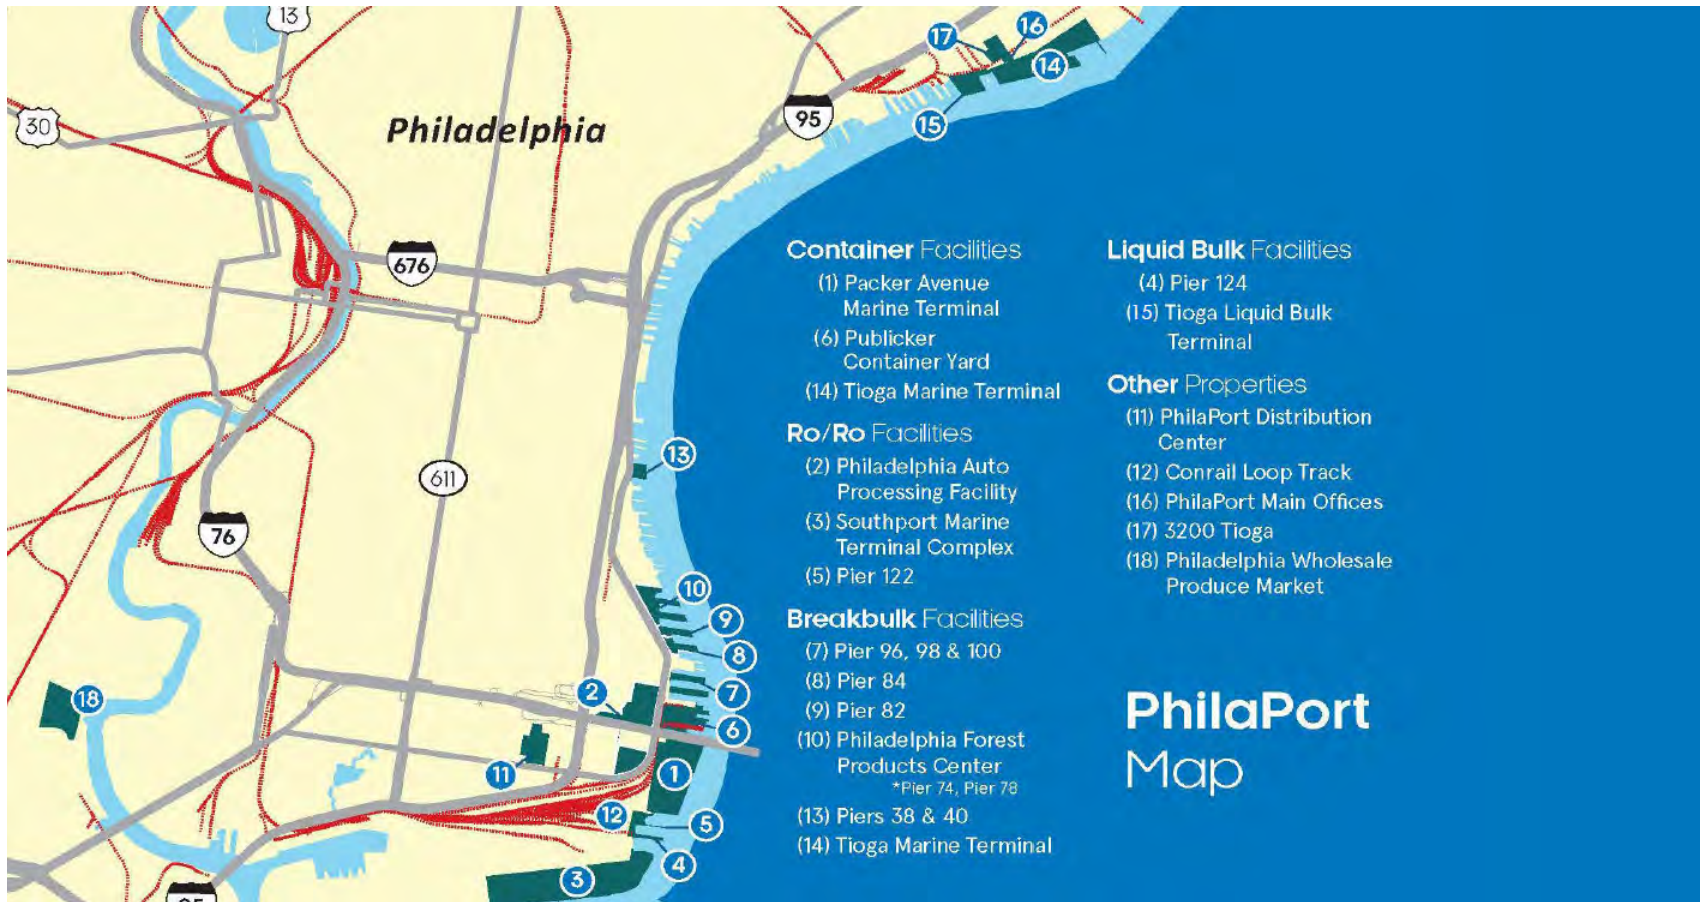 13
30
Philadelphia
676
95
17
16
14
15
611
76
13
10
9
8
7
6
2
18
11
1
12
5
4
3
95
Container Facilities
(1) Packer Avenue
Marine Terminal
(6) Publicker
Container Yard
(14) Tioga Marine Terminal
Ro/Ro Facilities
(2) Philadelphia Auto
Processing Facility
(3) Southport Marine
Terminal Complex
(5) Pier 122
Breakbulk Facilities
(7) Pier 96, 98 & 100
(8) Pier 84
(9) Pier 82
(10) Philadelphia Forest
Products Center
*Pier 74, Pier 78
(13) Piers 38 & 40
(14) Tioga Marine Terminal
Liquid Bulk Facilities
(4) Pier 124
(15) Tioga Liquid Bulk
Terminal
Other Properties
(11) PhilaPort Distribution
Center
(12) Conrail Loop Track
(16) PhilaPort Main Offices
(17) 3200 Tioga
(18) Philadelphia Wholesale
Produce Market
PhilaPort
Map